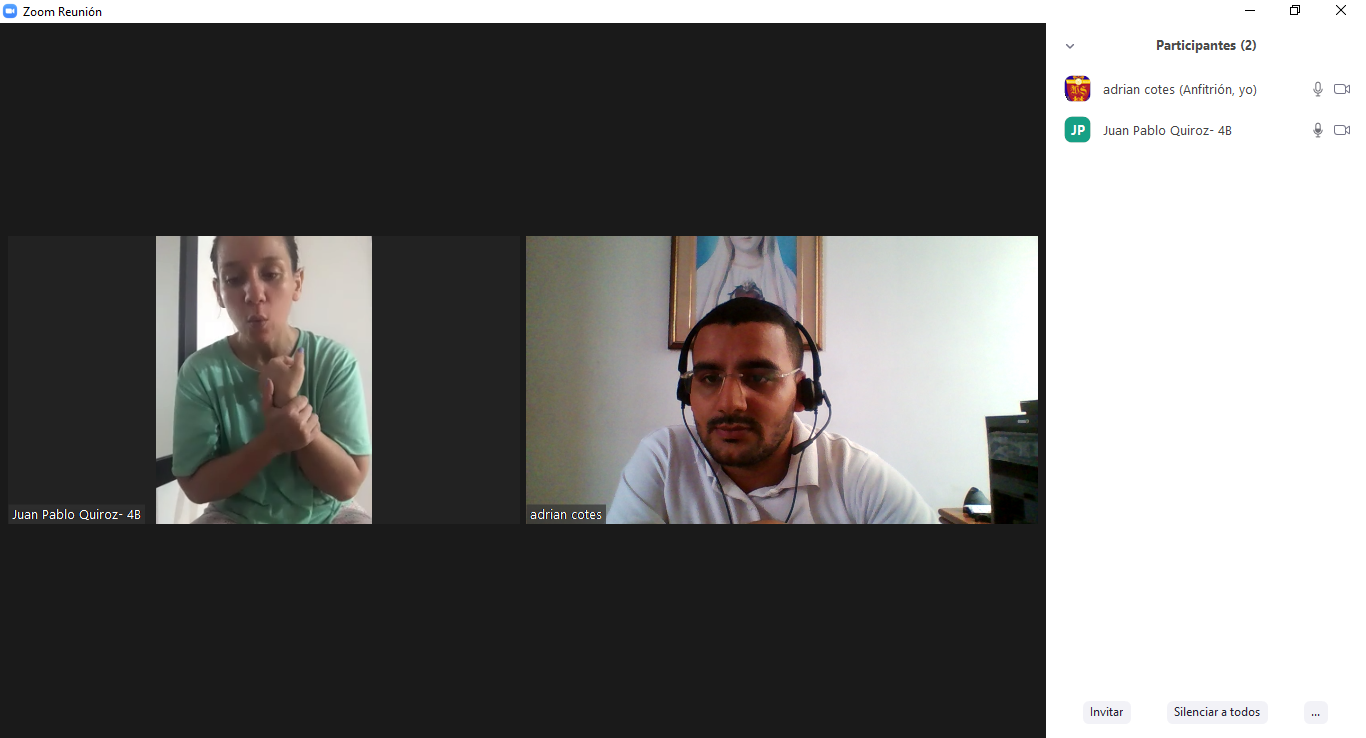 Zoom Reunión
Participantes (2)
adrian cotes (Anfitrión, yo)
JP
Juan Pablo Quiroz- 4B
Juan Pablo Quiroz- 4B
adrian cotes
Invitar
Silenciar a todos
...